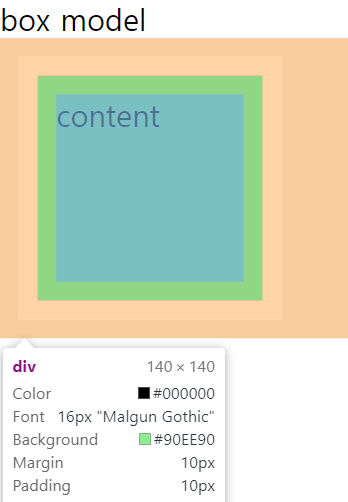 box model
content
div 140 × 140
Color #000000
Font 16px "Malgun Gothic"
Background #90EE90
Margin 10px
Padding 10px